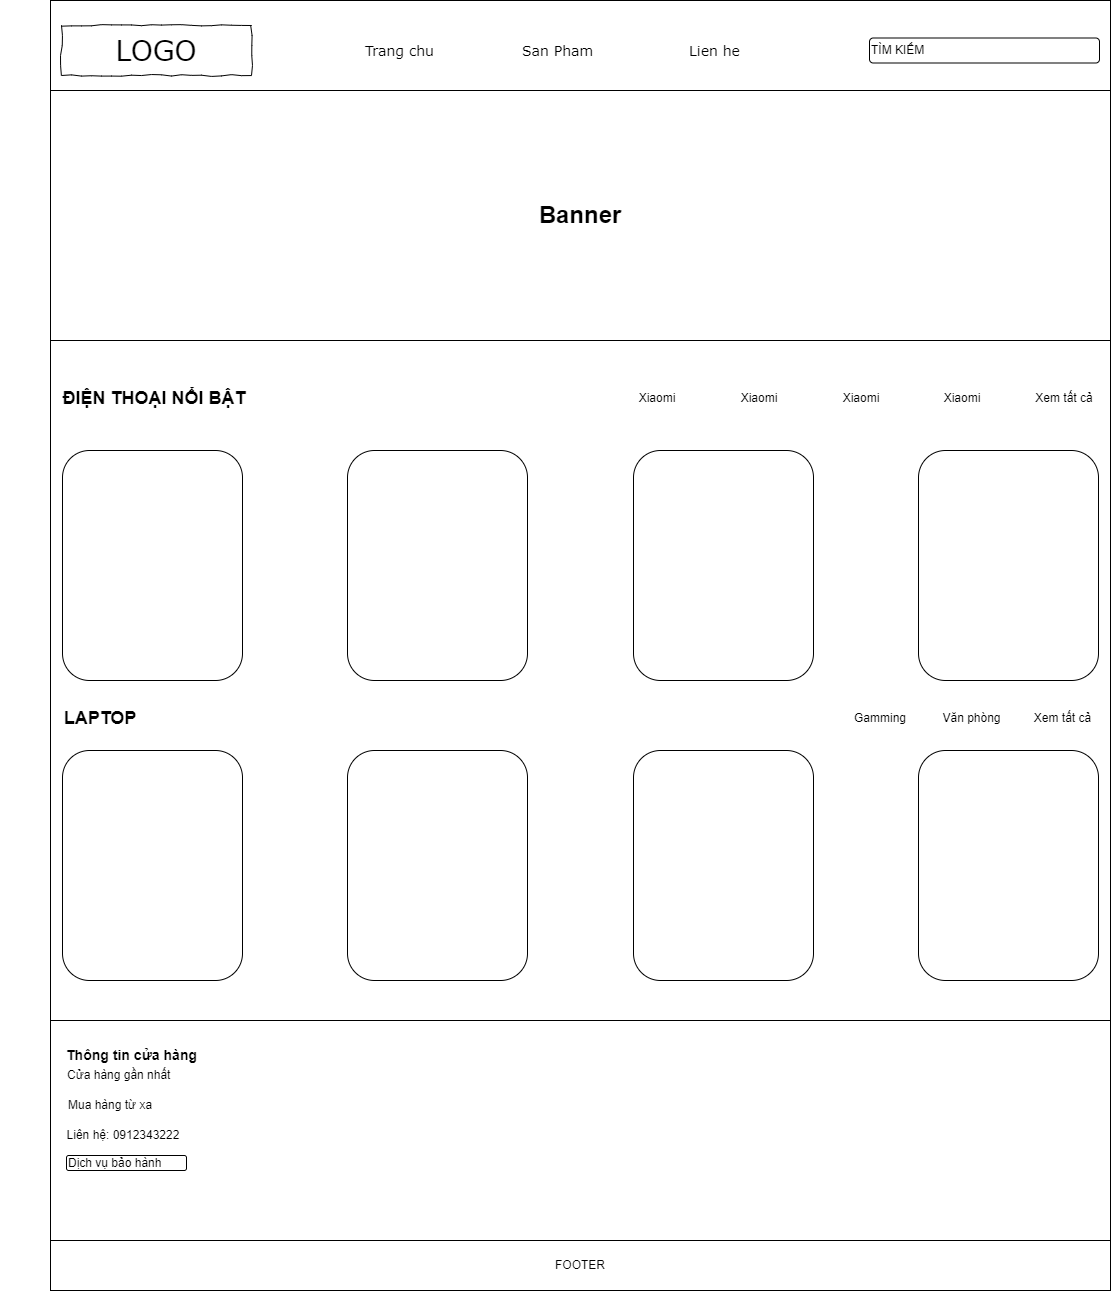 LOGO
Trang chu
San Pham
Lien he
TÌM KIẾM
Banner
ĐIỆN THOẠI NỔI BẬT
Xiaomi
Xiaomi
Xiaomi
Xiaomi
Xem tất cả
LAPTOP
Gamming
Văn phòng
Xem tất cả
Thông tin cửa hàng
Cửa hàng gần nhất
Mua hàng từ xa
Liên hệ: 0912343222
Dịch vụ bảo hành
FOOTER